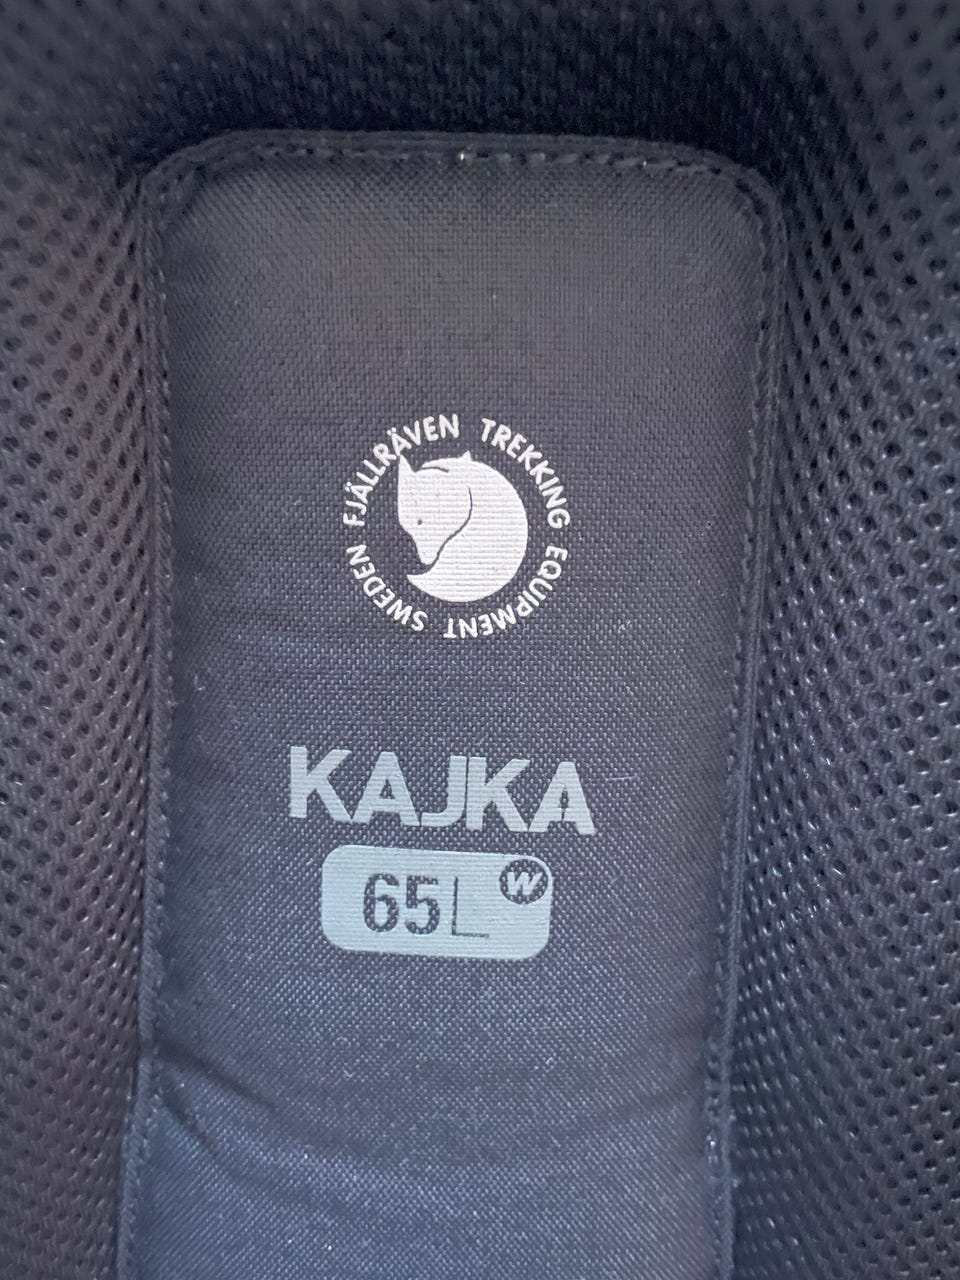 FJÄLLRÄVEN TREKKING EQUIPMENT SWEDEN
KAJKA
65L W